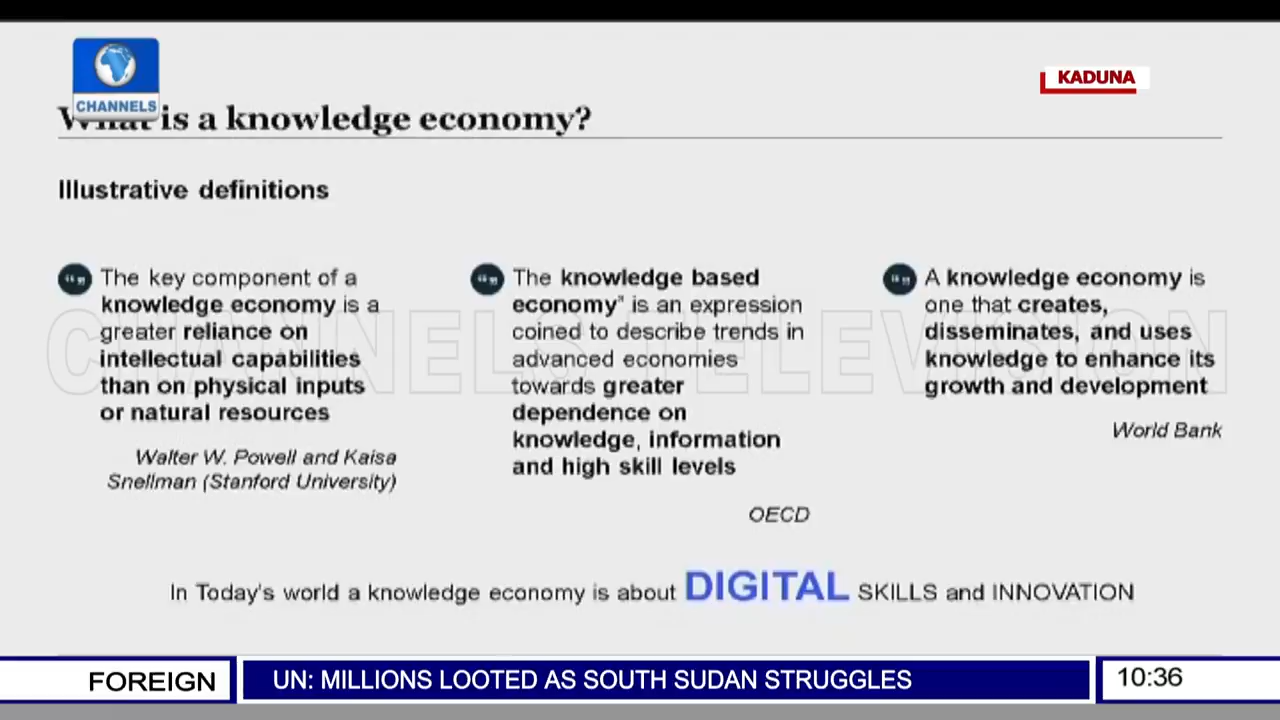 CHANNELS
KADUNA
What is a knowledge economy?
Illustrative definitions
The key component of a
knowledge economy is a
greater reliance on
intellectual capabilities
than on physical inputs
or natural resources
Walter W. Powell and Kaisa
Snellman (Stanford University)
The knowledge based
economy" is an expression
coined to describe trends in
advanced economies
towards greater
dependence on
knowledge, information
and high skill levels
OECD
A knowledge economy is
one that creates,
disseminates, and uses
knowledge to enhance its
growth and development
World Bank
CHANNELS TELEVISION
In Today's world a knowledge economy is about DIGITAL SKILLS and INNOVATION
FOREIGN
UN: MILLIONS LOOTED AS SOUTH SUDAN STRUGGLES
10:36